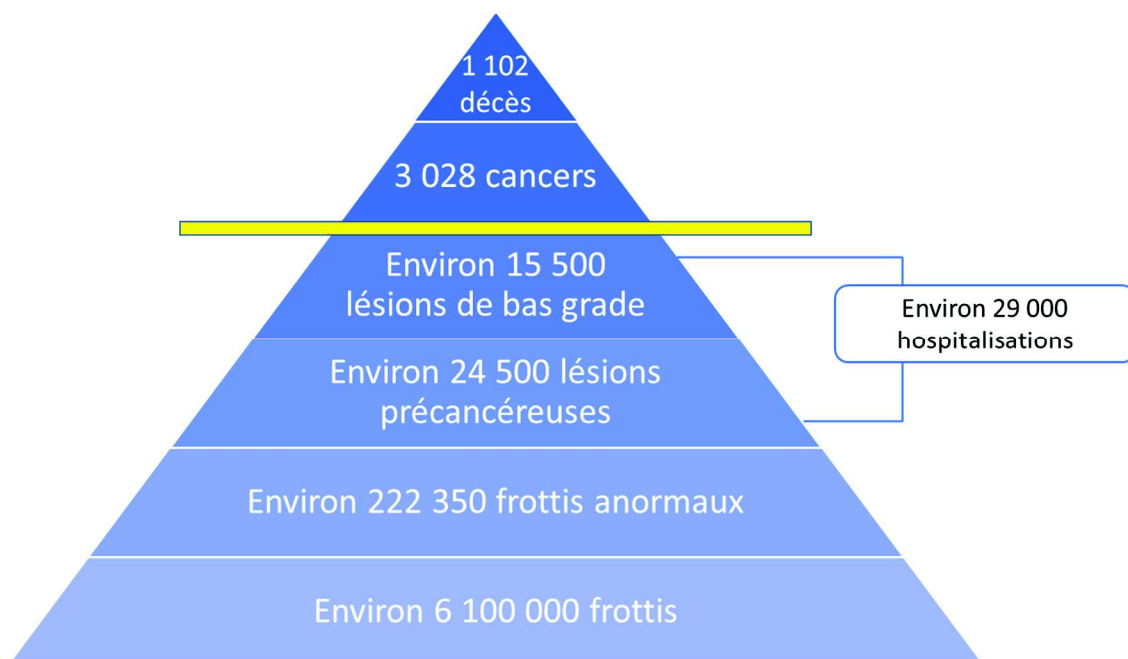 1 102
décès
3 028 cancers
Environ 15 500
lésions de bas grade
Environ 29 000
hospitalisations
Environ 24 500 lésions
précancéreuses
Environ 222 350 frottis anormaux
Environ 6 100 000 frottis